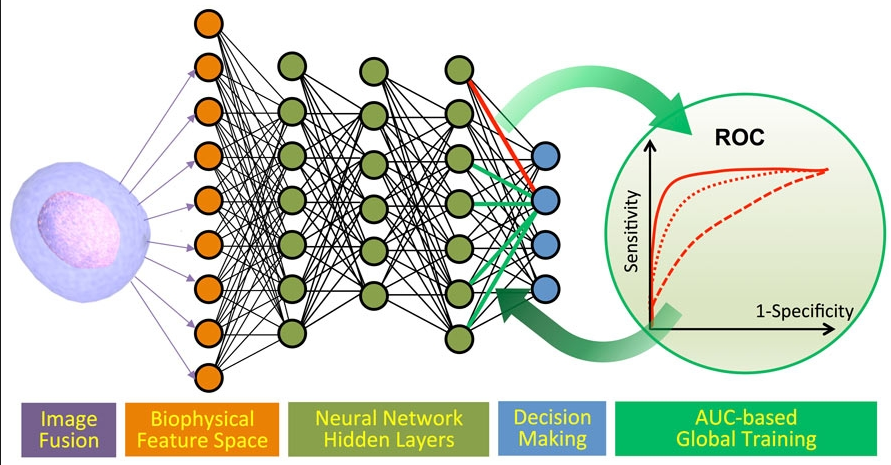 ROC
Sensitivity
1-Specificity
Image
Fusion
Biophysical
Feature Space
Neural Network
Hidden Layers
Decision
Making
AUC-based
Global Training